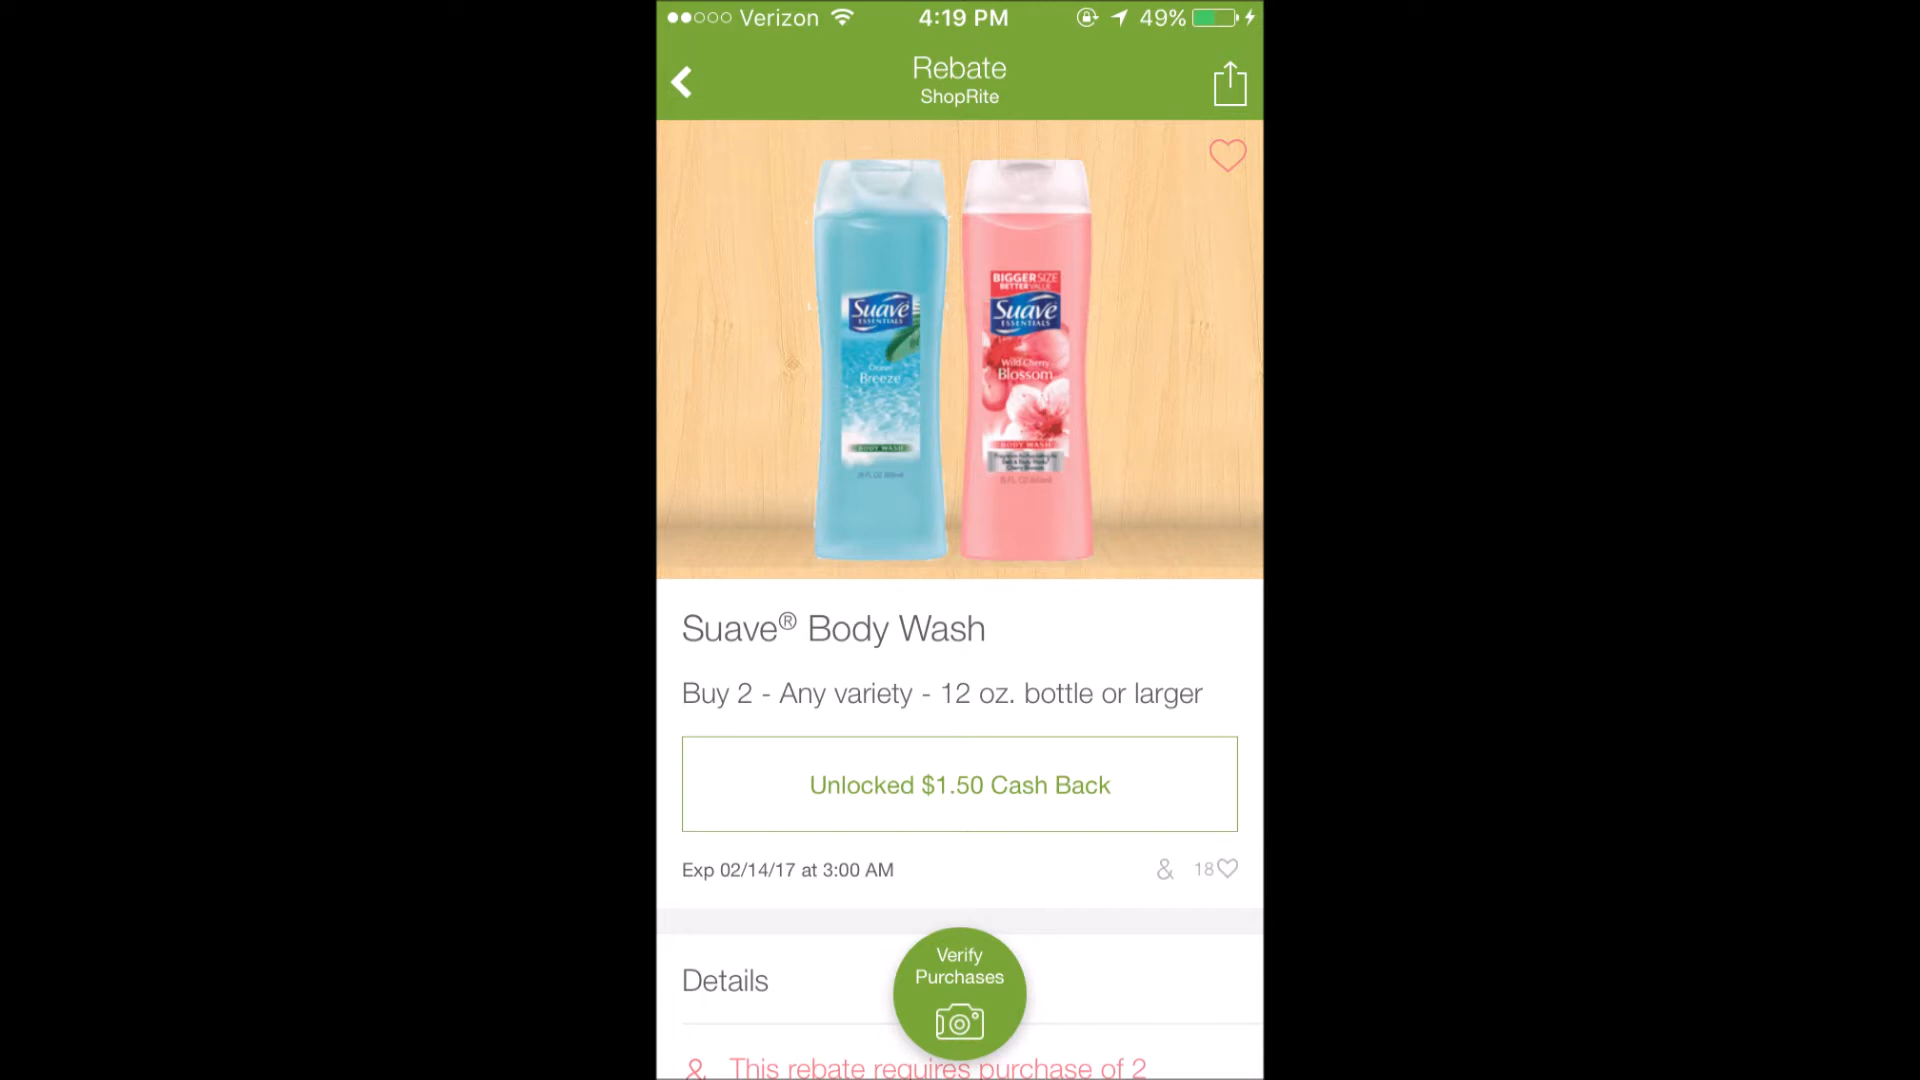 Verizon 4:19 PM 49%
Rebate
ShopRite
BIGGER SIZE
BETTER VALUE
Suave
ESSENTIALS
Suave
ESSENTIALS
Ocean
Breeze
Wild Cherry
Blossom
BODY WASH
BODY WASH
Suave® Body Wash
Buy 2 - Any variety - 12 oz. bottle or larger
Unlocked $1.50 Cash Back
Exp 02/14/17 at 3:00 AM & 18
Verify
Purchases
Details
& This rebate requires purchase of 2